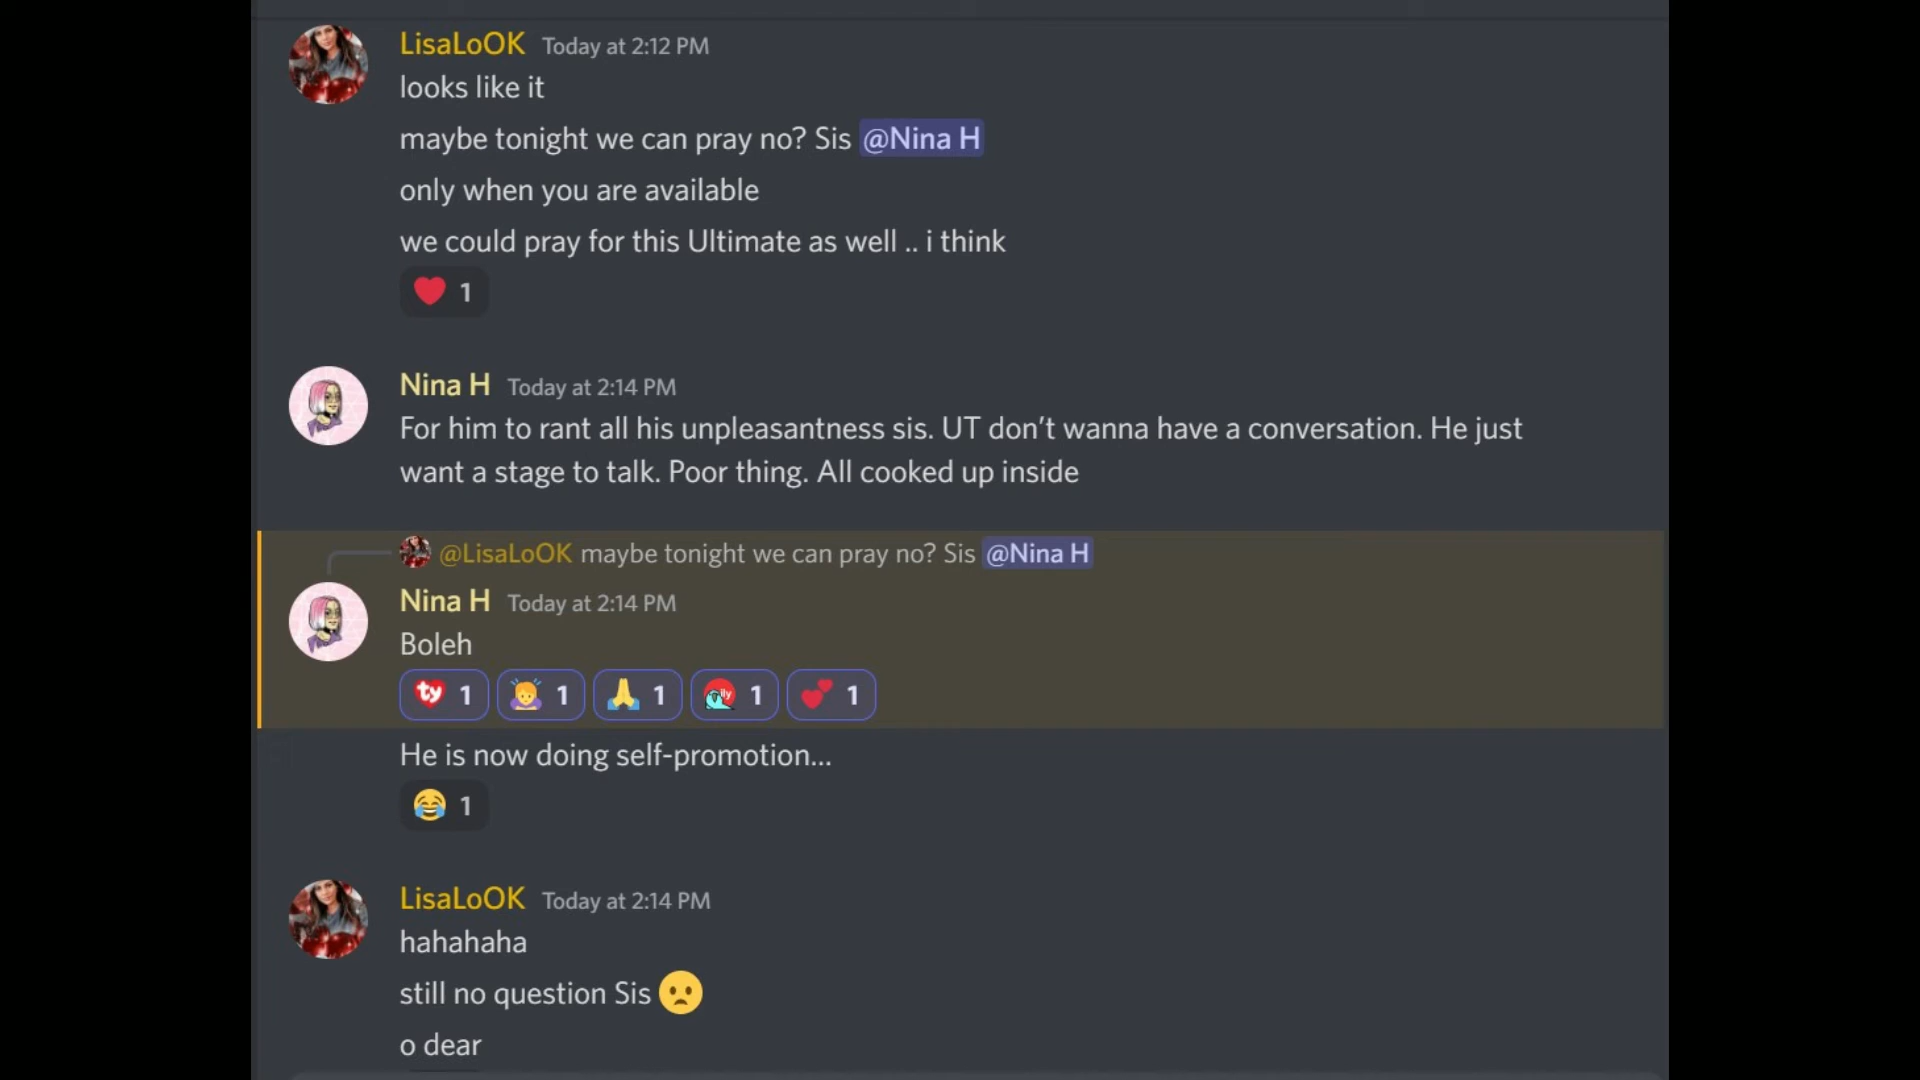 LisaLoOK Today at 2:12 PM
looks like it
maybe tonight we can pray no? Sis @Nina H
only when you are available
we could pray for this Ultimate as well .. i think
❤️ 1
Nina H Today at 2:14 PM
For him to rant all his unpleasantness sis. UT don’t wanna have a conversation. He just
want a stage to talk. Poor thing. All cooked up inside
@LisaLoOK maybe tonight we can pray no? Sis @Nina H
Nina H Today at 2:14 PM
Boleh
ty 1 🙇 1 🙏 1 ily 1 💕 1
He is now doing self-promotion...
😂 1
LisaLoOK Today at 2:14 PM
hahahaha
still no question Sis 🙁
o dear